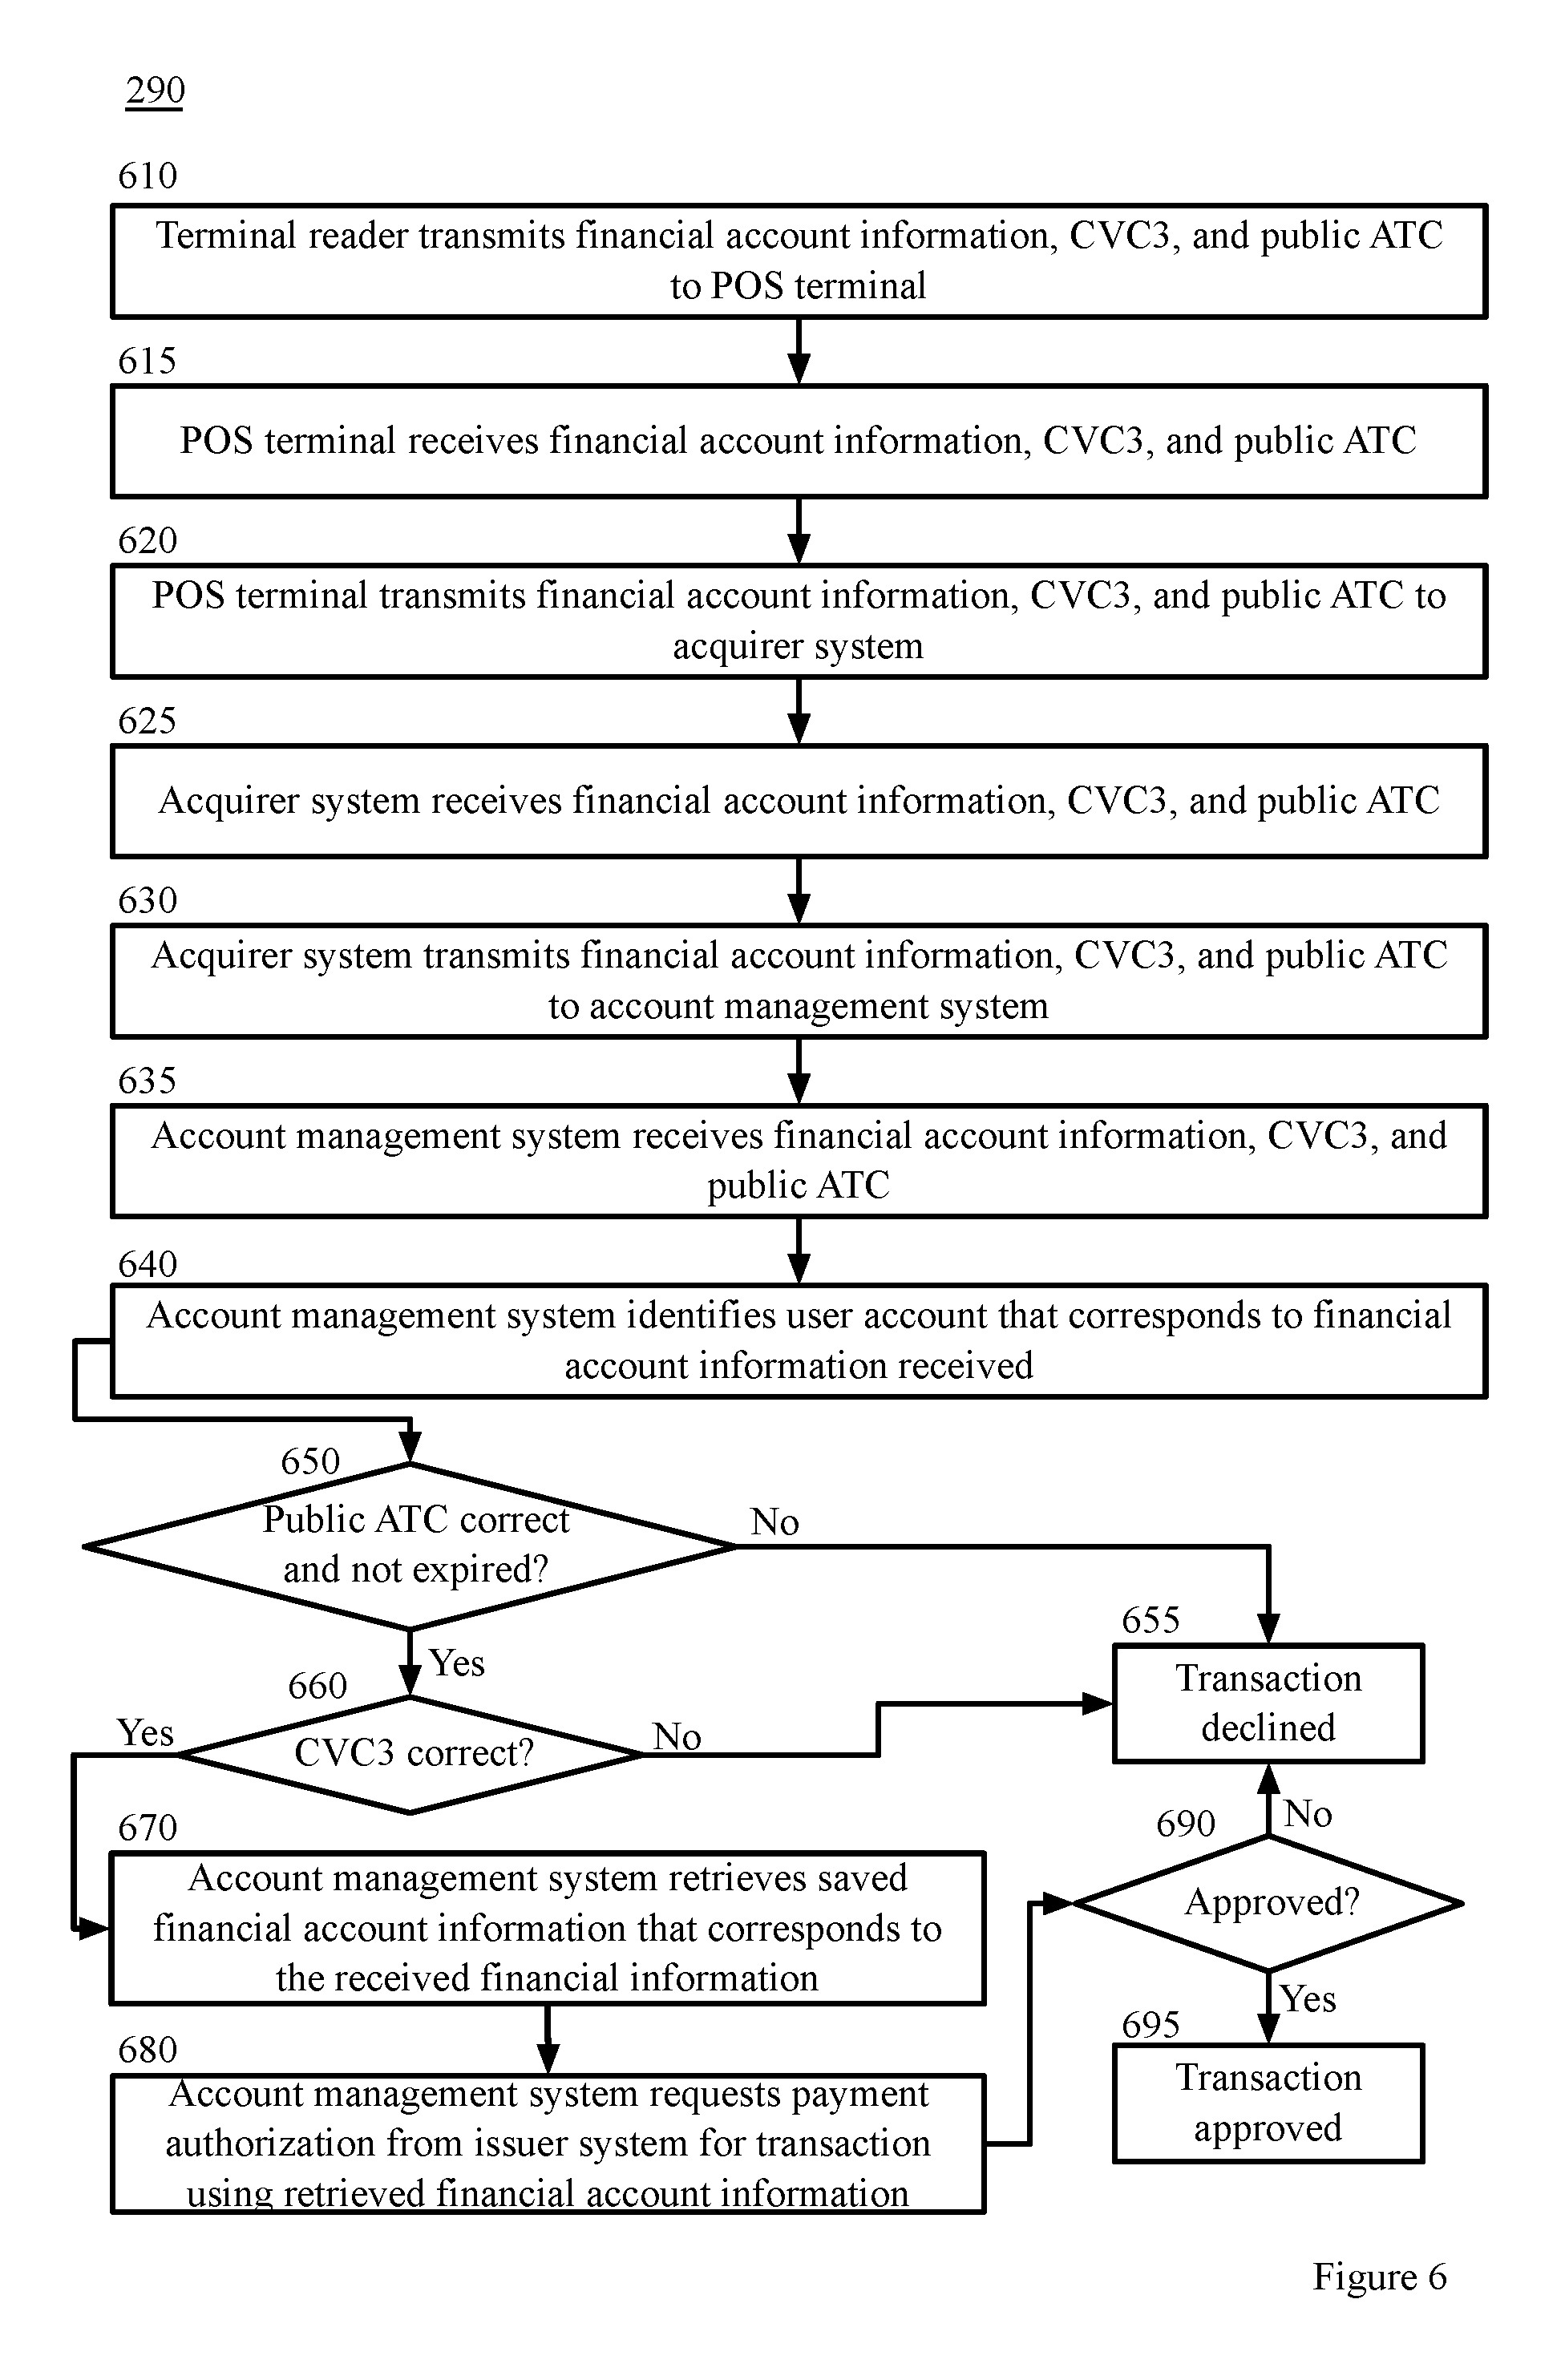 290
610
Terminal reader transmits financial account information, CVC3, and public ATC
to POS terminal
615
POS terminal receives financial account information, CVC3, and public ATC
620
POS terminal transmits financial account information, CVC3, and public ATC to
acquirer system
625
Acquirer system receives financial account information, CVC3, and public ATC
630
Acquirer system transmits financial account information, CVC3, and public ATC
to account management system
635
Account management system receives financial account information, CVC3, and
public ATC
640
Account management system identifies user account that corresponds to financial
account information received
650
Public ATC correct
and not expired?
No
Yes
655
Transaction
declined
660
CVC3 correct?
Yes
No
670
Account management system retrieves saved
financial account information that corresponds to
the received financial information
680
Account management system requests payment
authorization from issuer system for transaction
using retrieved financial account information
690
Approved?
No
Yes
695
Transaction
approved
Figure 6